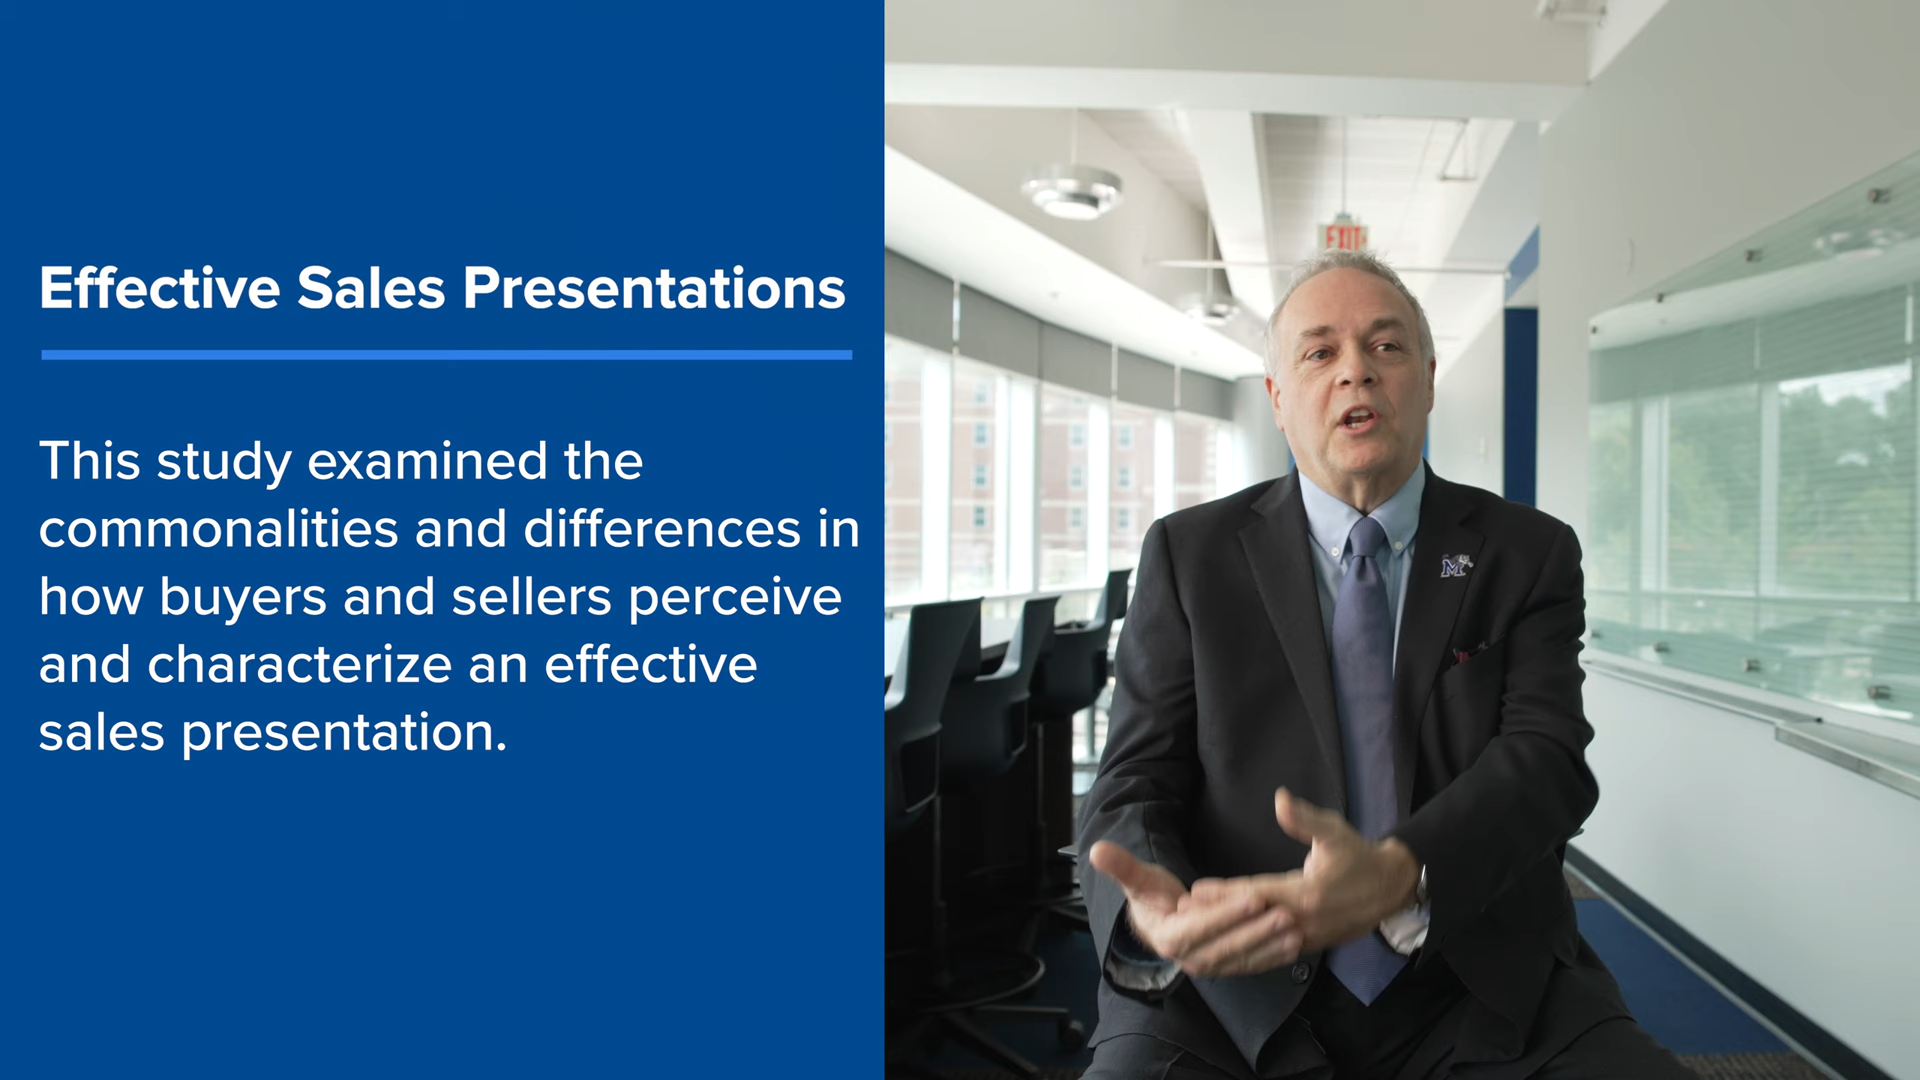 Effective Sales Presentations
This study examined the
commonalities and differences in
how buyers and sellers perceive
and characterize an effective
sales presentation.
EXIT
M